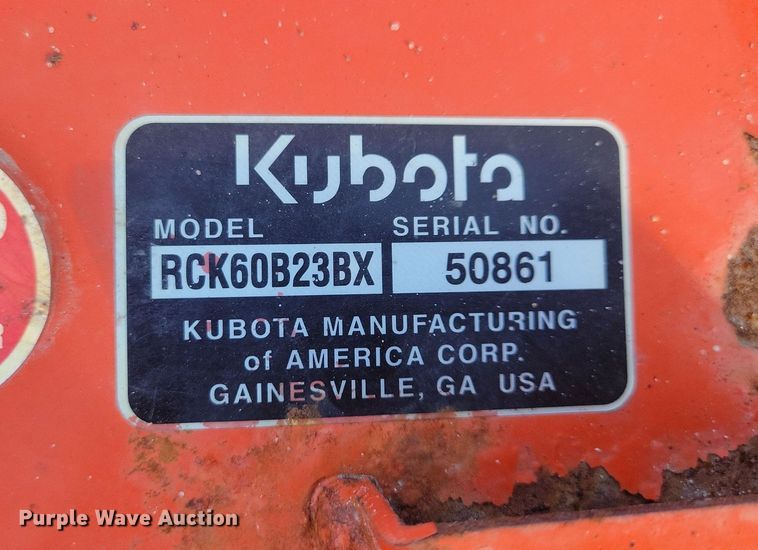 Kubota
MODEL SERIAL NO.
RCK60B23BX 50861
KUBOTA MANUFACTURING
of AMERICA CORP.
GAINESVILLE, GA USA
Purple Wave Auction